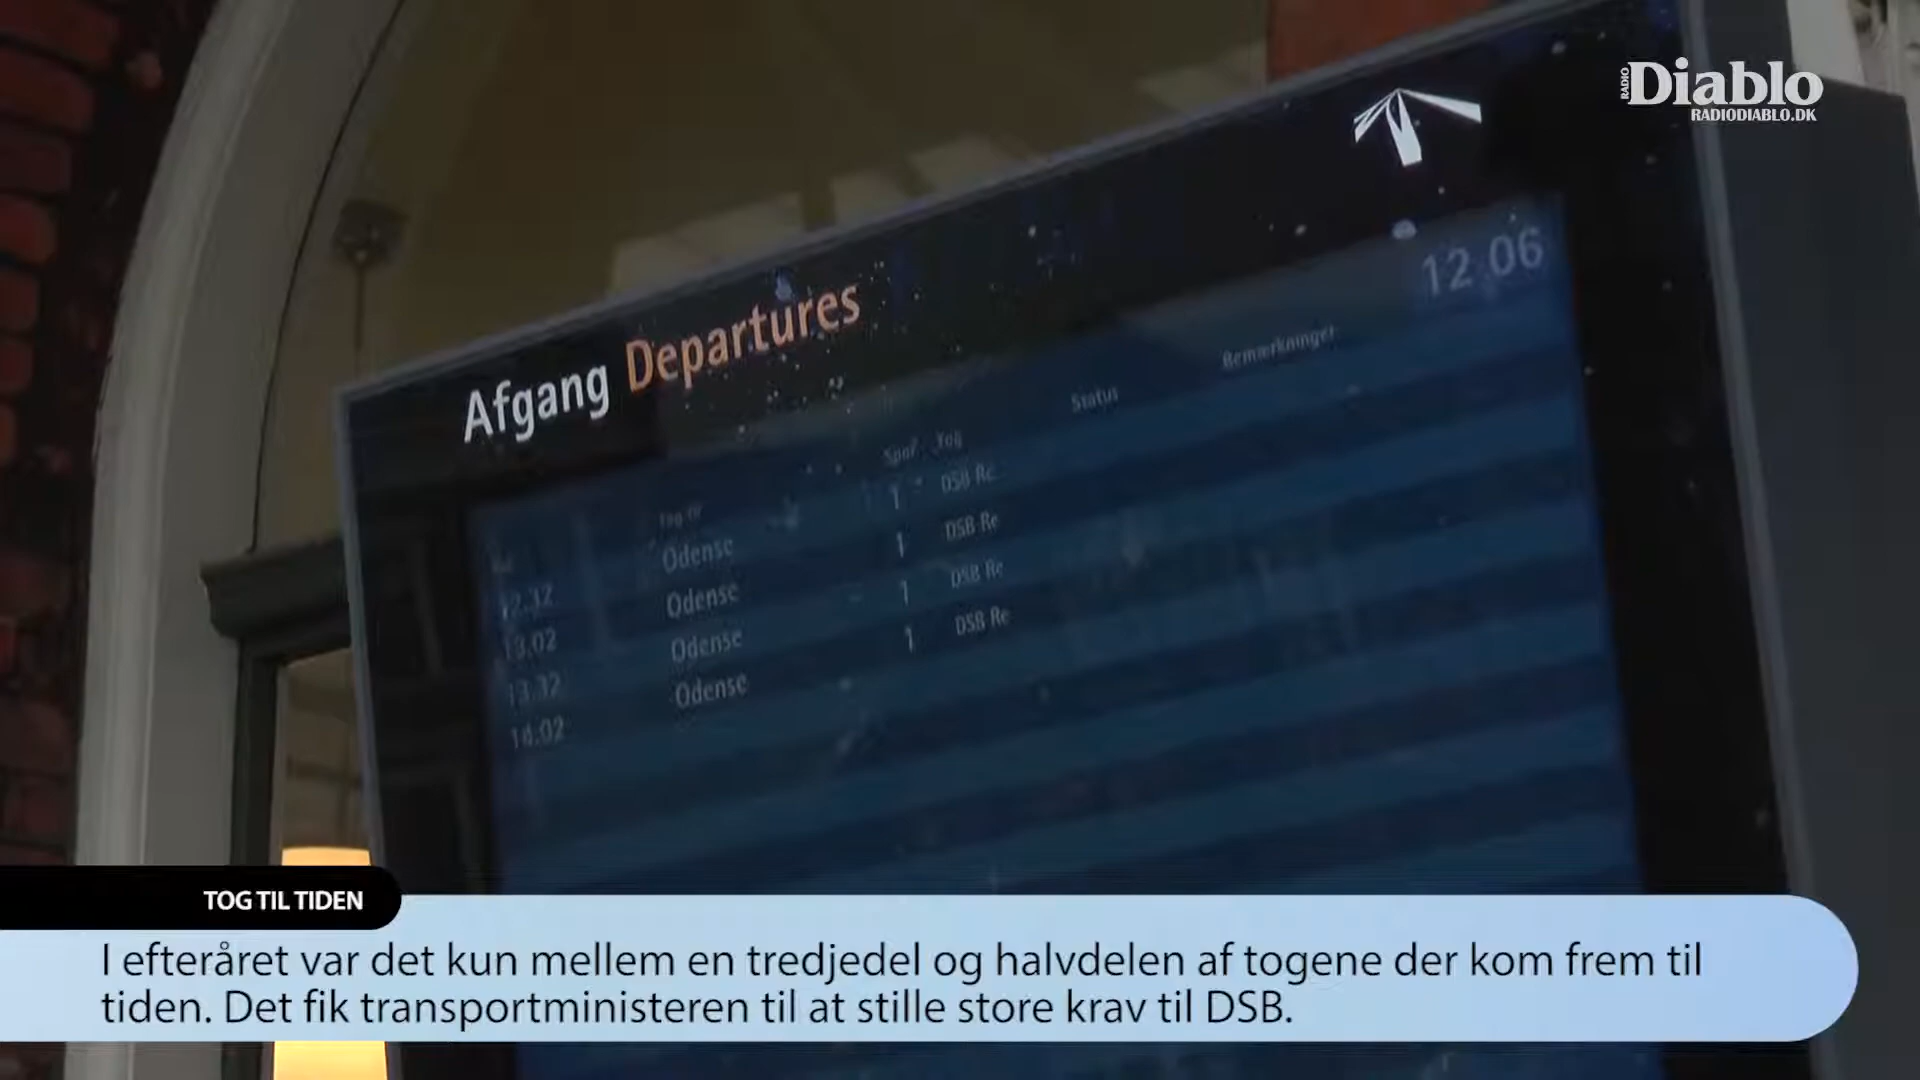 RADIO
Diablo
RADIODIABLO.DK
Afgang Departures
12.06
Spor Tog Status Bemærkninger
Tog til
12.32 Odense 1 DSB Re
13.02 Odense 1 DSB Re
13.32 Odense 1 DSB Re
14.02 Odense 1 DSB Re
TOG TIL TIDEN
I efteråret var det kun mellem en tredjedel og halvdelen af togene der kom frem til
tiden. Det fik transportministeren til at stille store krav til DSB.